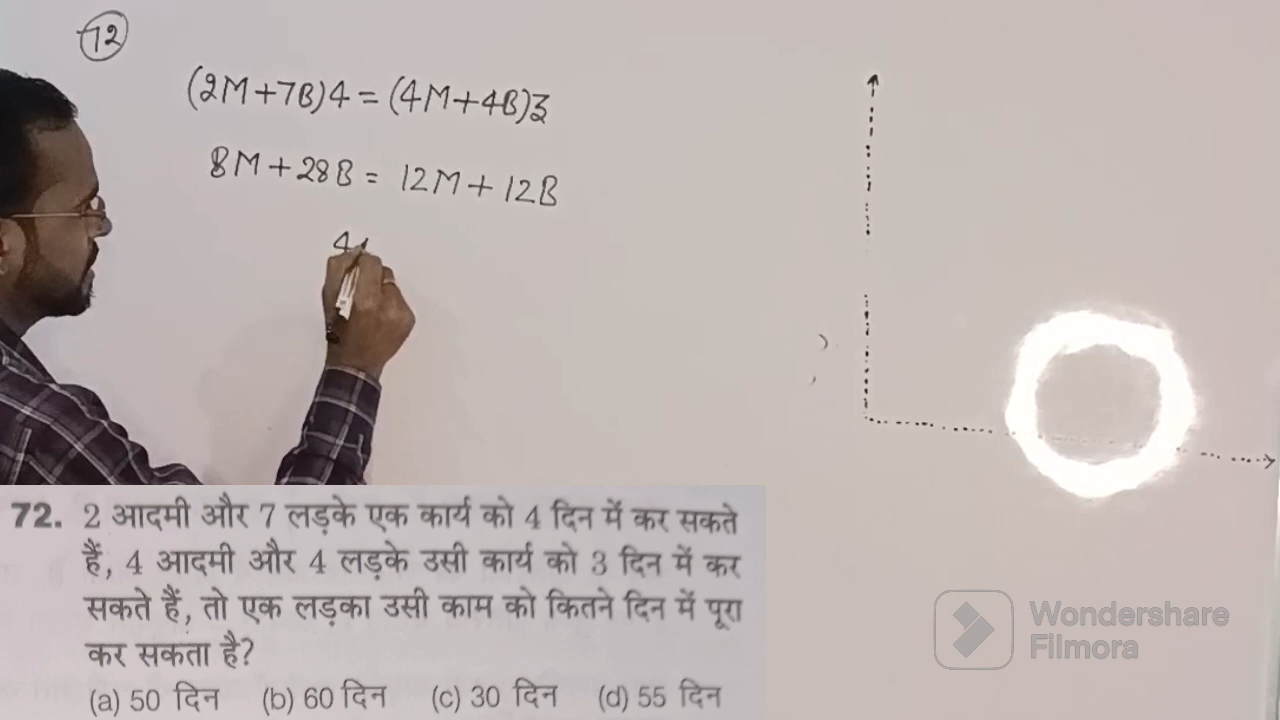 72
(2M+7B)4 = (4M+4B)3
8M+28B = 12M+12B
4
72. 2 आदमी और 7 लड़के एक कार्य को 4 दिन में कर सकते
हैं, 4 आदमी और 4 लड़के उसी कार्य को 3 दिन में कर
सकते हैं, तो एक लड़का उसी काम को कितने दिन में पूरा
कर सकता है?
(a) 50 दिन (b) 60 दिन (c) 30 दिन (d) 55 दिन
Wondershare
Filmora